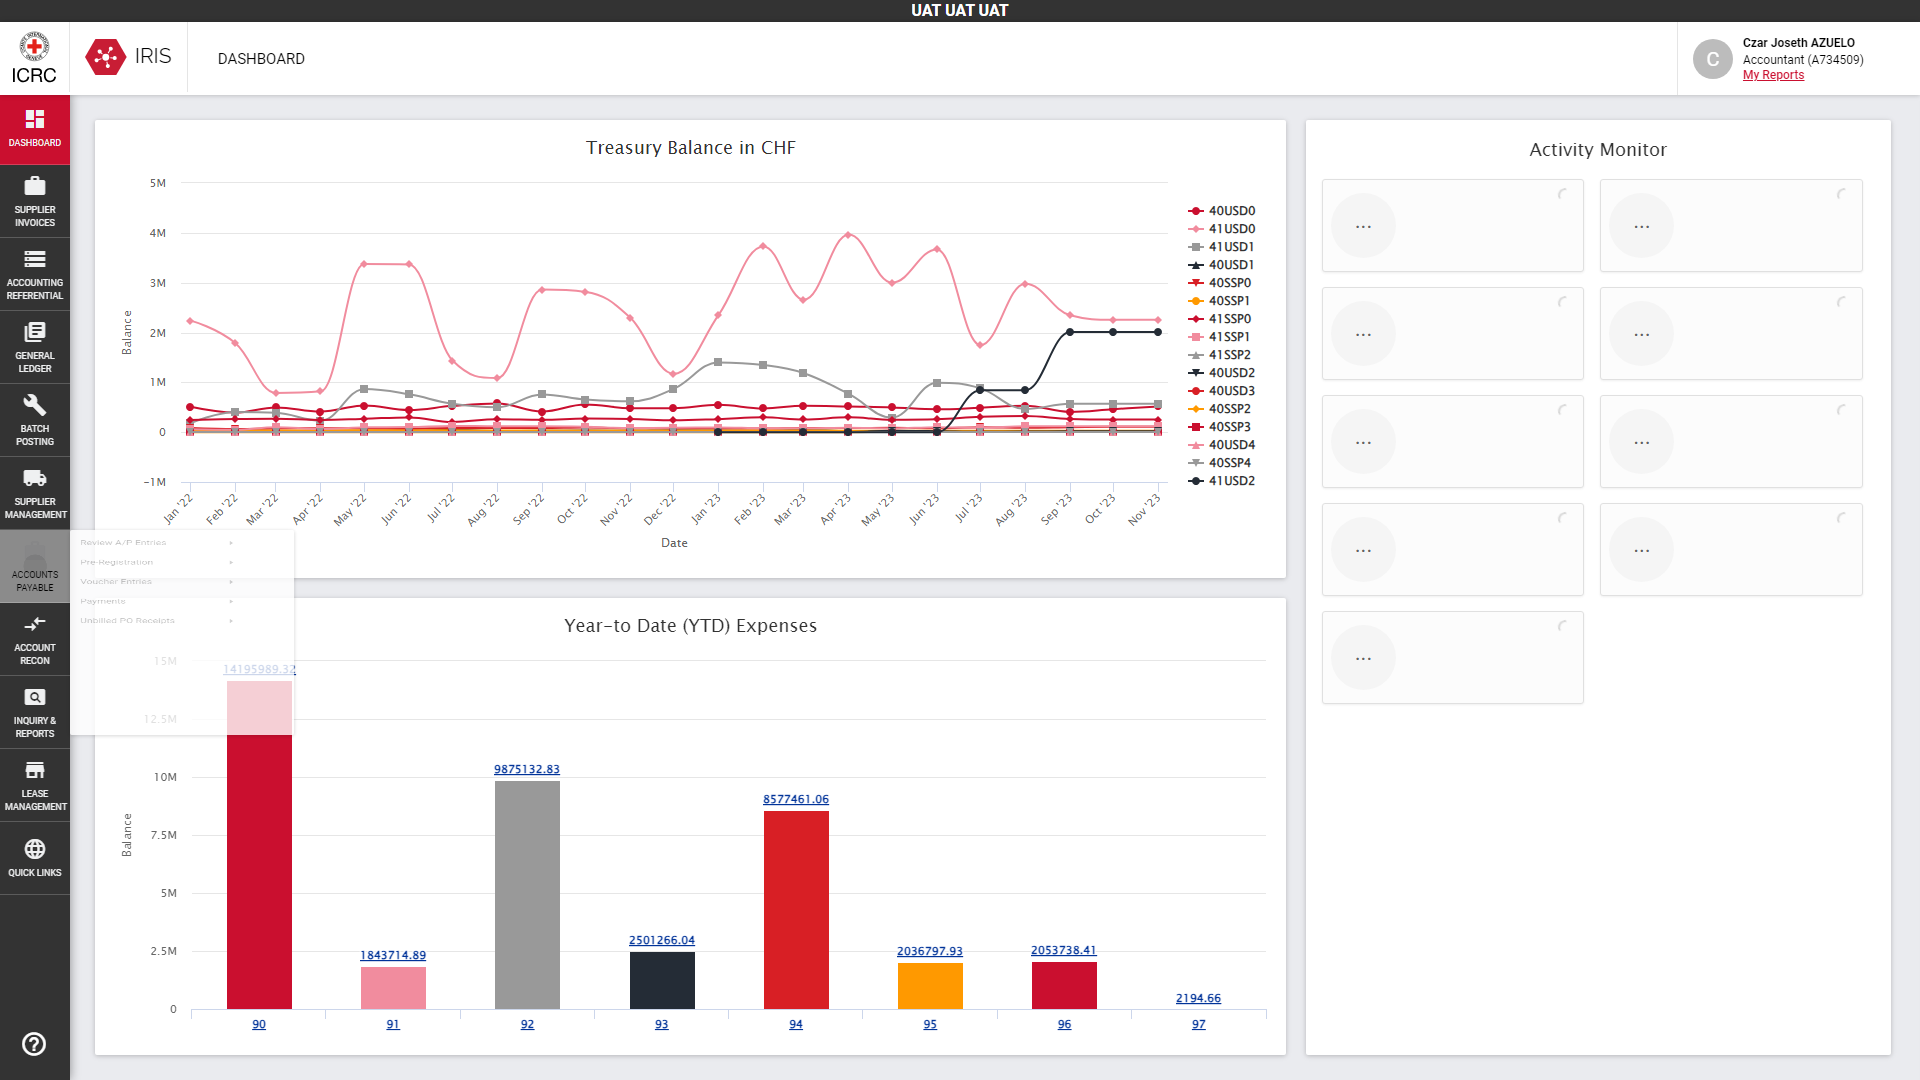 UAT UAT UAT
ICRC
IRIS
DASHBOARD
C
Czar Joseth AZUELO
Accountant (A734509)
My Reports
DASHBOARD
SUPPLIER
INVOICES
ACCOUNTING
REFERENTIAL
GENERAL
LEDGER
BATCH
POSTING
SUPPLIER
MANAGEMENT
ACCOUNTS
PAYABLE
ACCOUNT
RECON
INQUIRY &
REPORTS
LEASE
MANAGEMENT
QUICK LINKS
Review A/P Entries
Pre-Registration
Voucher Entries
Payments
Unbilled PO Receipts
Treasury Balance in CHF
Balance
5M
4M
3M
2M
1M
0
-1M
Jan '22
Feb '22
Mar '22
Apr '22
May '22
Jun '22
Jul '22
Aug '22
Sep '22
Oct '22
Nov '22
Dec '22
Jan '23
Feb '23
Mar '23
Apr '23
May '23
Jun '23
Jul '23
Aug '23
Sep '23
Oct '23
Nov '23
Date
40USD0
41USD0
41USD1
40USD1
40SSP0
40SSP1
41SSP0
41SSP1
41SSP2
40USD2
40USD3
40SSP2
40SSP3
40USD4
40SSP4
41USD2
Year-to Date (YTD) Expenses
Balance
15M
12.5M
10M
7.5M
5M
2.5M
0
14195989.32
1843714.89
9875132.83
2501266.04
8577461.06
2036797.93
2053738.41
2194.66
90
91
92
93
94
95
96
97
Activity Monitor
...
...
...
...
...
...
...
...
...